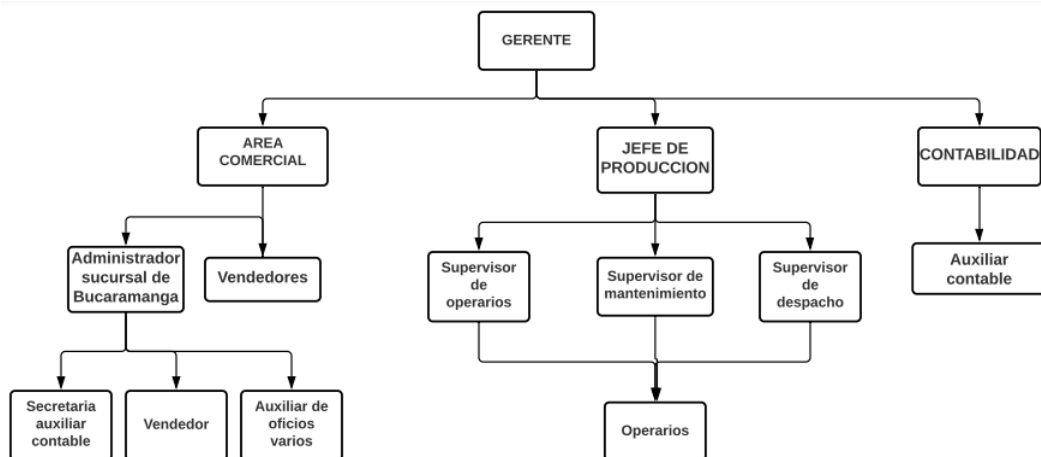 GERENTE
AREA
COMERCIAL
JEFE DE
PRODUCCION
CONTABILIDAD
Administrador
sucursal de
Bucaramanga
Vendedores
Supervisor
de
operarios
Supervisor de
mantenimiento
Supervisor
de
despacho
Auxiliar
contable
Secretaria
auxiliar
contable
Vendedor
Auxiliar de
oficios
varios
Operarios